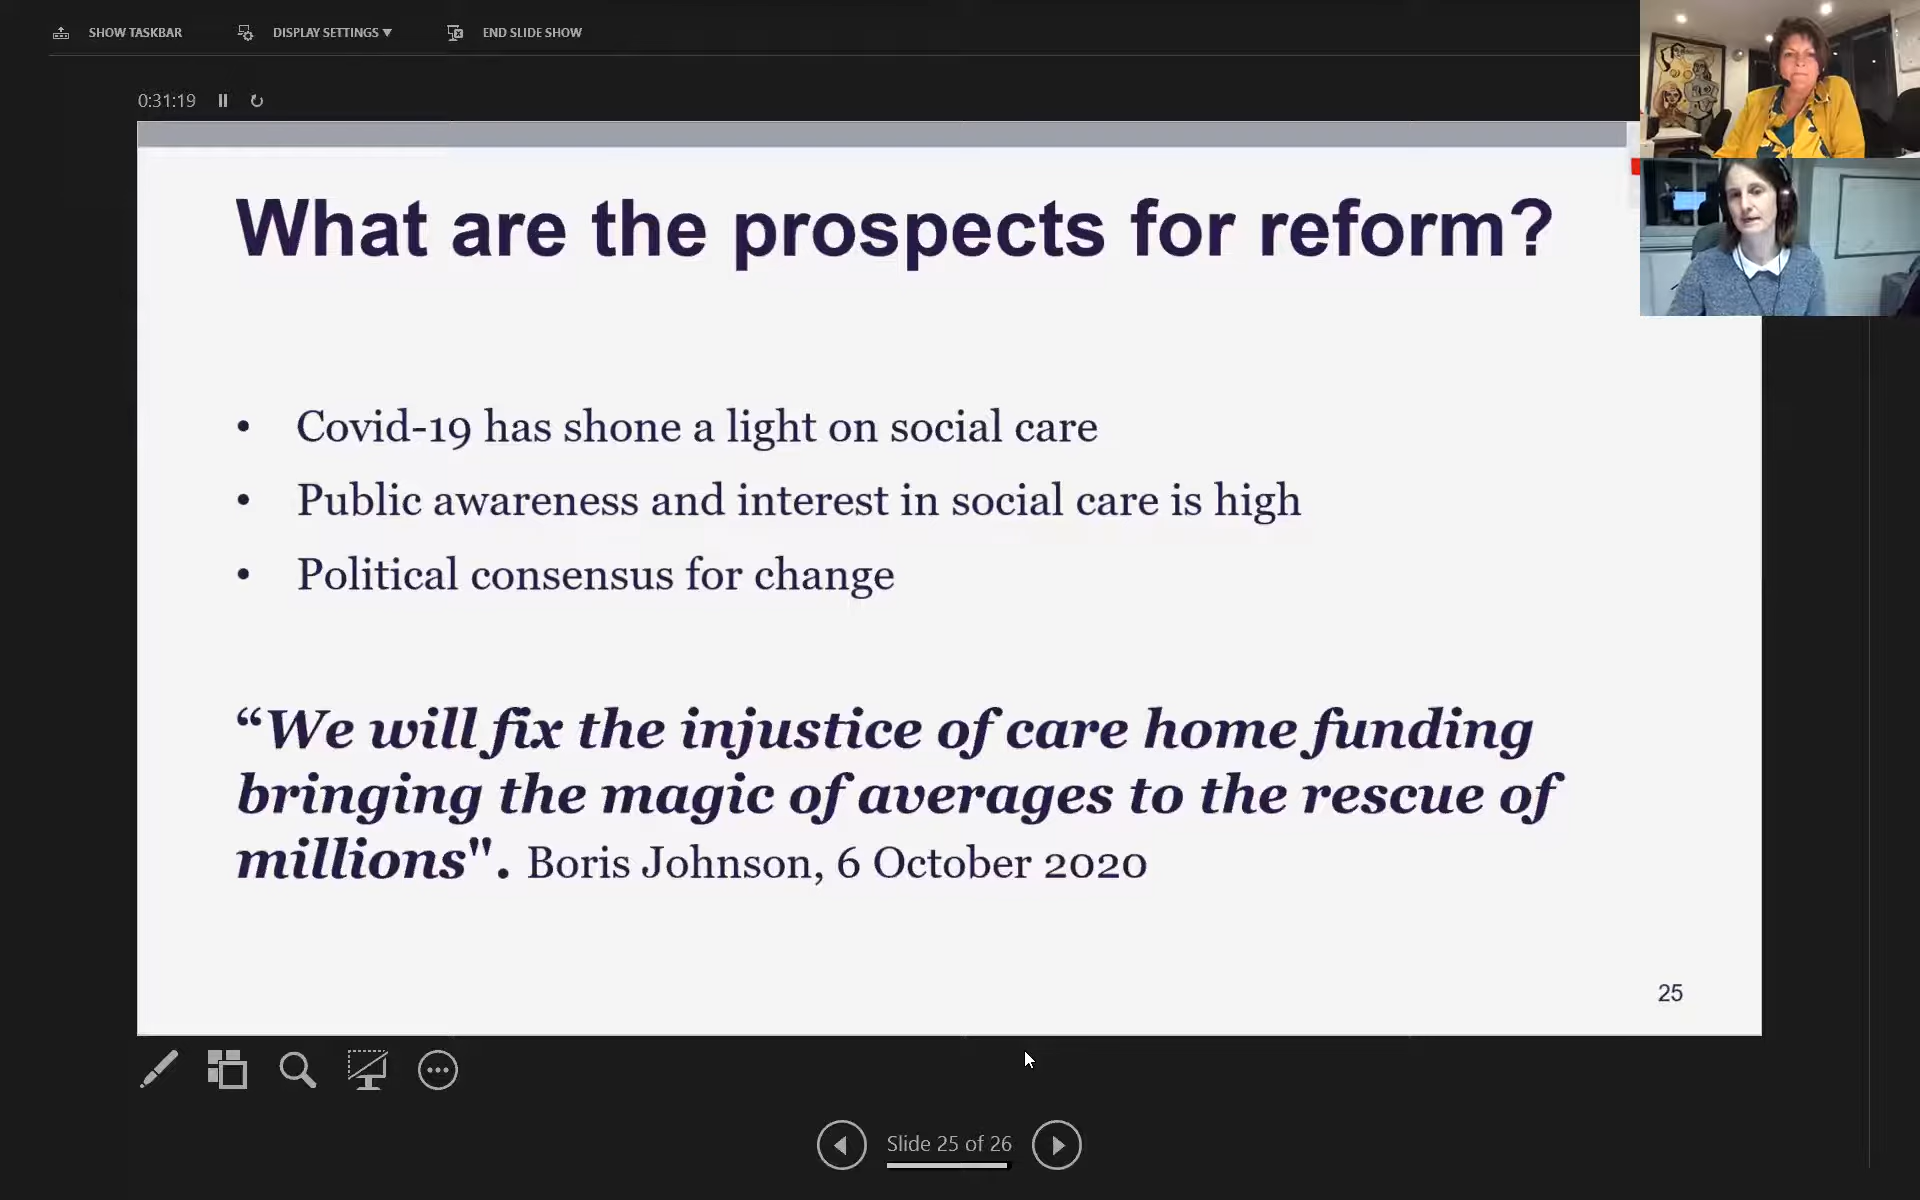 SHOW TASKBAR
DISPLAY SETTINGS ▼
END SLIDE SHOW
0:31:19
What are the prospects for reform?
• Covid-19 has shone a light on social care
• Public awareness and interest in social care is high
• Political consensus for change
“We will fix the injustice of care home funding
bringing the magic of averages to the rescue of
millions". Boris Johnson, 6 October 2020
25
Slide 25 of 26